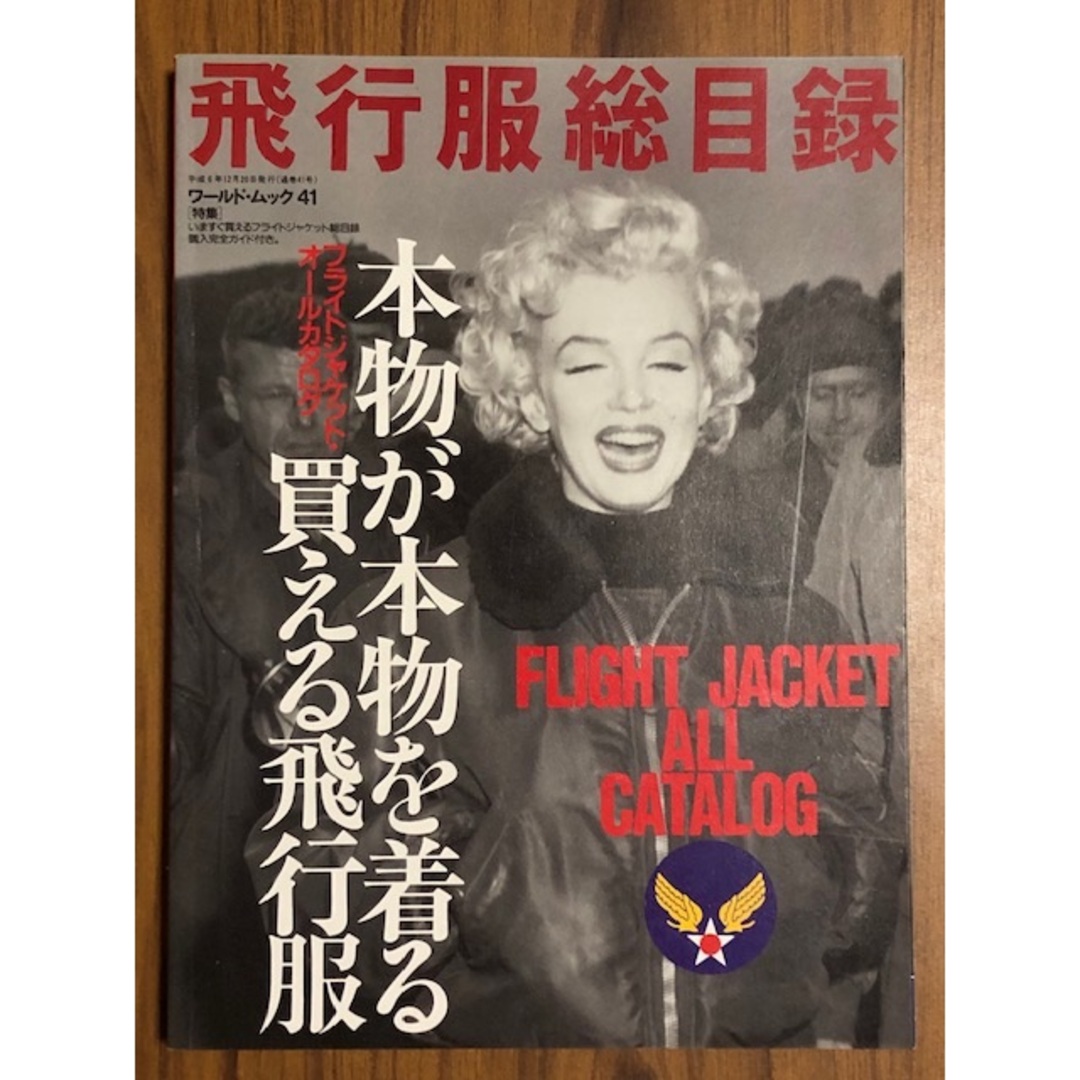 飛行服総目録
平成6年12月20日発行(通巻41号)
ワールド・ムック 41
[特集]
いますぐ買えるフライトジャケット総目録
購入完全ガイド付き。
フライト・ジャケット・
オールカタログ
本物が本物を着る
買える飛行服
FLIGHT JACKET
ALL
CATALOG